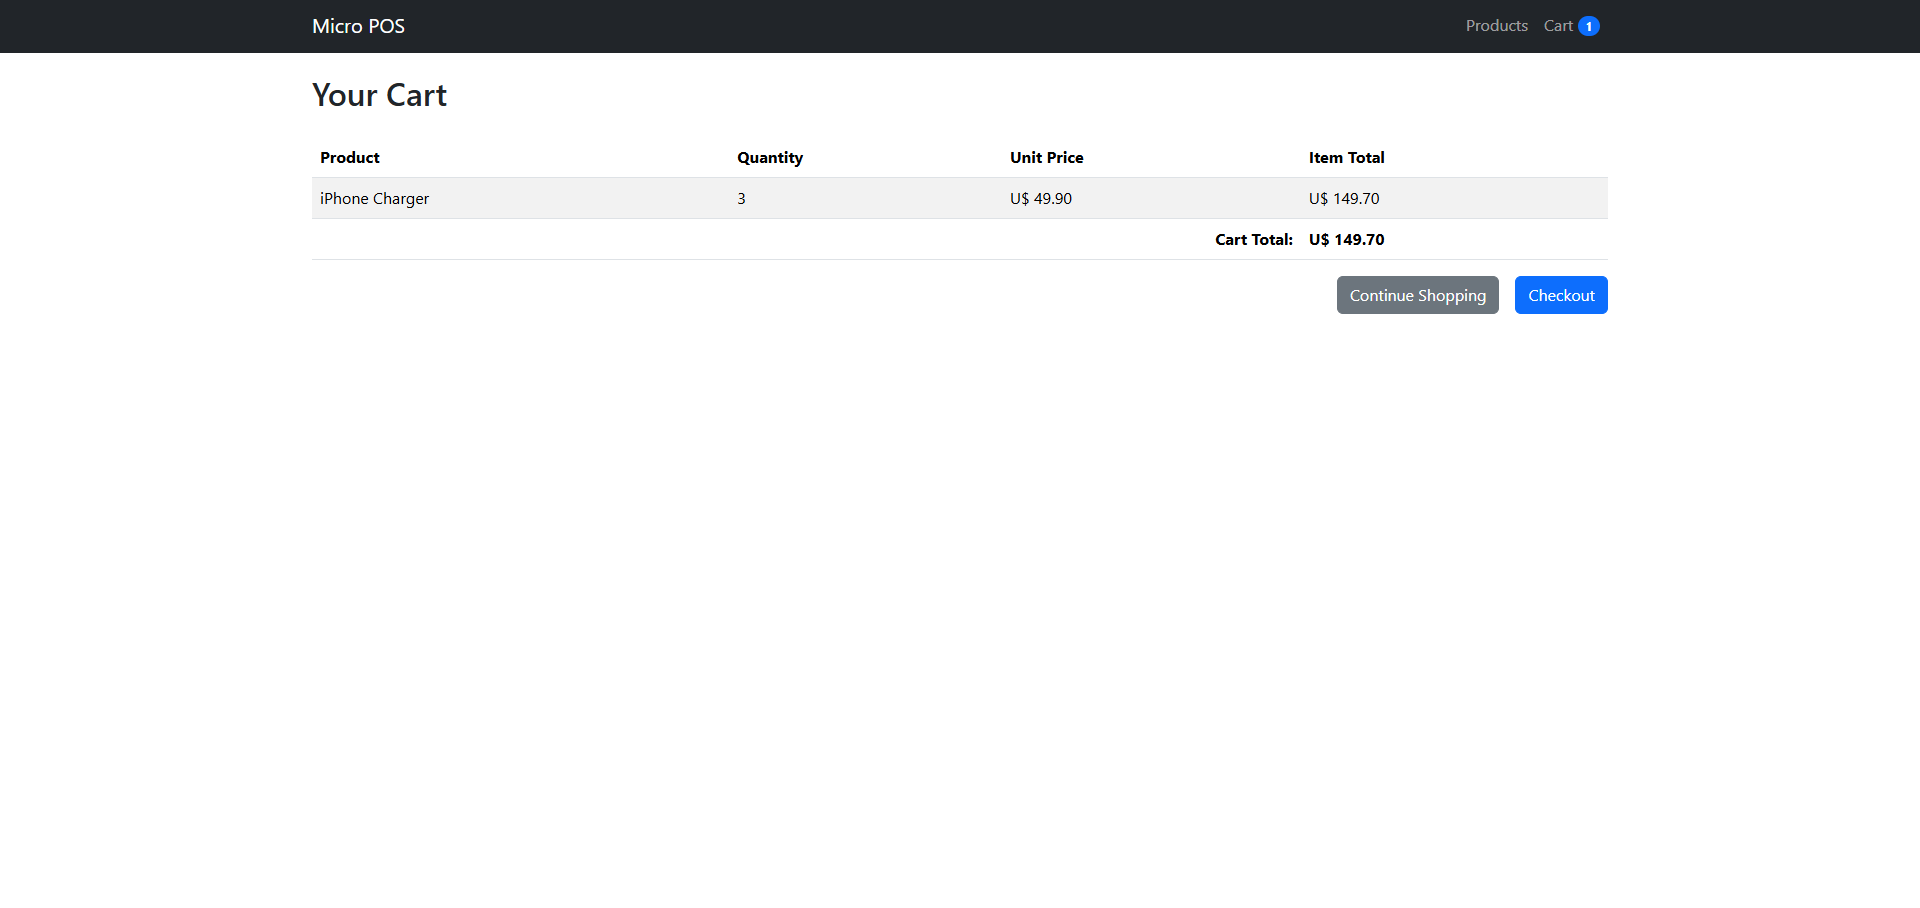 Micro POS Products Cart 1
Your Cart
Product Quantity Unit Price Item Total
iPhone Charger 3 U$ 49.90 U$ 149.70
Cart Total: U$ 149.70
Continue Shopping Checkout